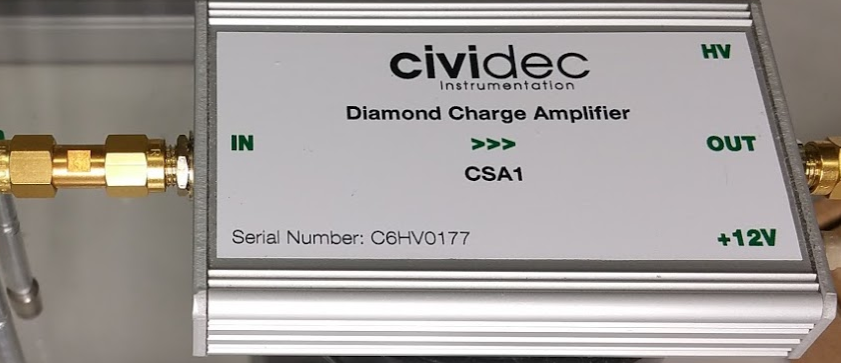 cividec
Instrumentation
HV
Diamond Charge Amplifier
IN >>> OUT
CSA1
Serial Number: C6HV0177
+12V